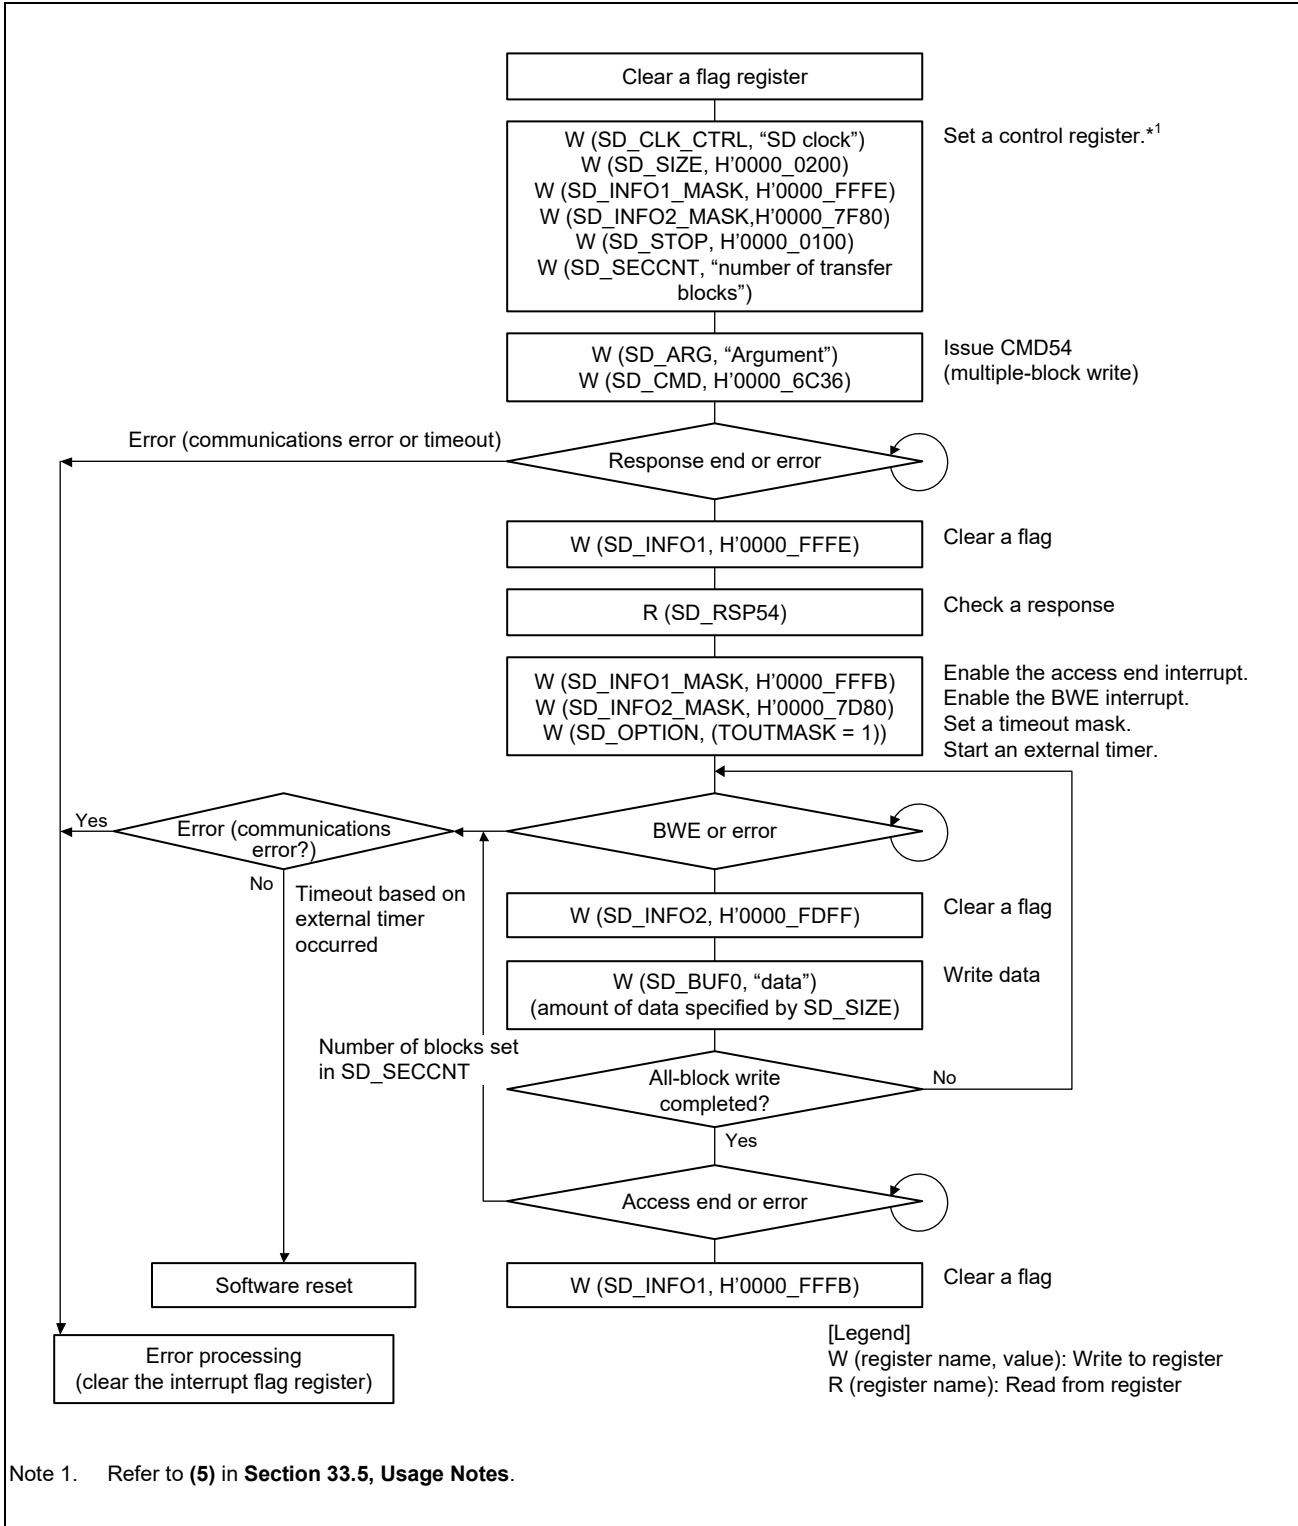 Clear a flag register
W (SD_CLK_CTRL, “SD clock”)
W (SD_SIZE, H’0000_0200)
W (SD_INFO1_MASK, H’0000_FFFE)
W (SD_INFO2_MASK,H’0000_7F80)
W (SD_STOP, H’0000_0100)
W (SD_SECCNT, “number of transfer
blocks”)
Set a control register.*1
W (SD_ARG, “Argument”)
W (SD_CMD, H’0000_6C36)
Issue CMD54
(multiple-block write)
Error (communications error or timeout)
Response end or error
W (SD_INFO1, H’0000_FFFE)
Clear a flag
R (SD_RSP54)
Check a response
W (SD_INFO1_MASK, H’0000_FFFB)
W (SD_INFO2_MASK, H’0000_7D80)
W (SD_OPTION, (TOUTMASK = 1))
Enable the access end interrupt.
Enable the BWE interrupt.
Set a timeout mask.
Start an external timer.
Yes
Error (communications
error?)
BWE or error
No
Timeout based on
external timer
occurred
W (SD_INFO2, H’0000_FDFF)
Clear a flag
W (SD_BUF0, “data”)
(amount of data specified by SD_SIZE)
Write data
Number of blocks set
in SD_SECCNT
All-block write
completed?
No
Yes
Access end or error
Software reset
W (SD_INFO1, H’0000_FFFB)
Clear a flag
Error processing
(clear the interrupt flag register)
[Legend]
W (register name, value): Write to register
R (register name): Read from register
Note 1. Refer to (5) in Section 33.5, Usage Notes.